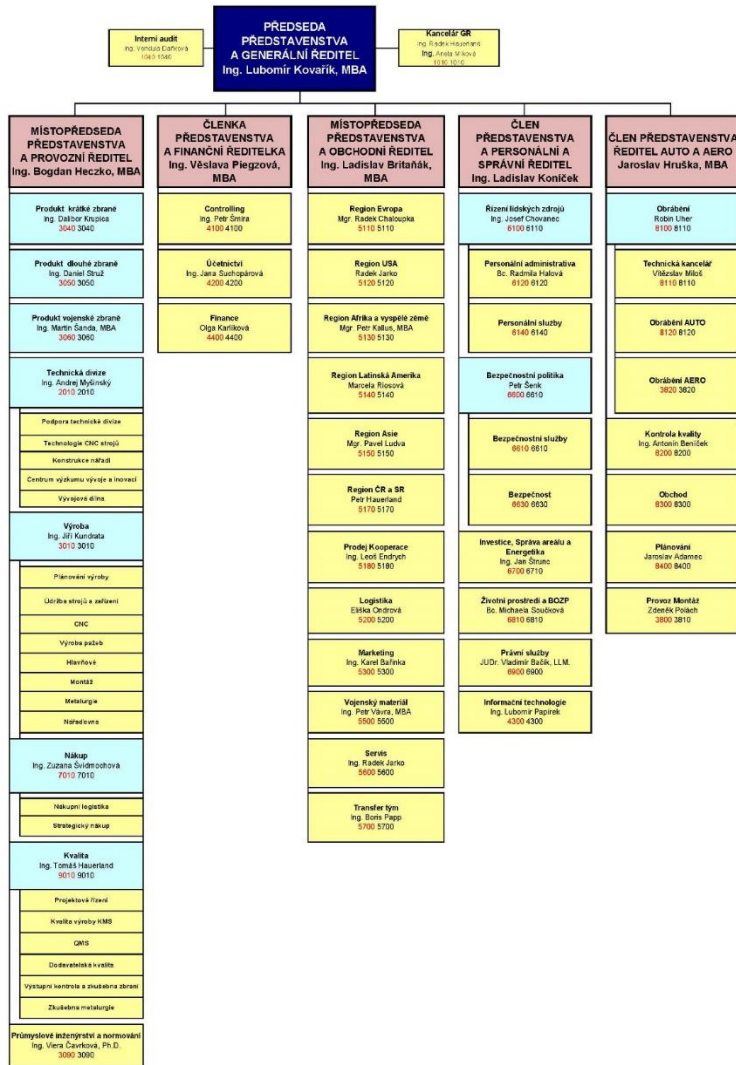 Interní audit
Ing. Vendula Daňková
1040 1040
PŘEDSEDA
PŘEDSTAVENSTVA
A GENERÁLNÍ ŘEDITEL
Ing. Lubomír Kovařík, MBA
Kancelář GŘ
Ing. Radek Hauerland
Ing. Aneta Miková
1010 1010
MÍSTOPŘEDSEDA
PŘEDSTAVENSTVA
A PROVOZNÍ ŘEDITEL
Ing. Bogdan Heczko, MBA
Produkt krátké zbraně
Ing. Dalibor Krupica
3040 3040
Produkt dlouhé zbraně
Ing. Daniel Struž
3050 3050
Produkt vojenské zbraně
Ing. Martin Šanda, MBA
3060 3060
Technická divize
Ing. Andrej Myšinský
2010 2010
Podpora technické divize
Technologie CNC strojů
Konstrukce nářadí
Centrum výzkumu vývoje a inovací
Vývojová dílna
Výroba
Ing. Jiří Kundrata
3010 3010
Plánování výroby
Údržba strojů a zařízení
CNC
Výroba pažeb
Hlavňové
Montáž
Metalurgie
Nářaďovna
Nákup
Ing. Zuzana Švidrnochová
7010 7010
Nákupní logistika
Strategický nákup
Kvalita
Ing. Tomáš Hauerland
9010 9010
Projektové řízení
Kvalita výroby KMS
QMS
Dodavatelská kvalita
Výstupní kontrola a zkušebna zbraní
Zkušebna metalurgie
Průmyslové inženýrství a normování
Ing. Viera Čavrková, Ph.D.
3090 3090
ČLENKA
PŘEDSTAVENSTVA
A FINANČNÍ ŘEDITELKA
Ing. Věslava Piegzová,
MBA
Controlling
Ing. Petr Šmíra
4100 4100
Účetnictví
Ing. Jana Suchopárová
4200 4200
Finance
Olga Karlíková
4400 4400
MÍSTOPŘEDSEDA
PŘEDSTAVENSTVA
A OBCHODNÍ ŘEDITEL
Ing. Ladislav Britaňák,
MBA
Region Evropa
Mgr. Radek Chaloupka
5110 5110
Region USA
Radek Jarko
5120 5120
Region Afrika a vyspělé země
Mgr. Petr Kallus, MBA
5130 5130
Region Latinská Amerika
Marcela Riosová
5140 5140
Region Asie
Mgr. Pavel Ludva
5150 5150
Region ČR a SR
Petr Hauerland
5170 5170
Prodej Kooperace
Ing. Leoš Endrych
5180 5180
Logistika
Eliška Ondrová
5200 5200
Marketing
Ing. Karel Bařinka
5300 5300
Vojenský materiál
Ing. Petr Vávra, MBA
5500 5500
Servis
Ing. Radek Jurko
5600 5600
Transfer tým
Ing. Boris Papp
5700 5700
ČLEN
PŘEDSTAVENSTVA
A PERSONÁLNÍ A
SPRÁVNÍ ŘEDITEL
Ing. Ladislav Koníček
Řízení lidských zdrojů
Ing. Josef Chovanec
6100 6110
Personální administrativa
Bc. Radmila Halová
6120 6120
Personální služby
6140 6140
Bezpečnostní politika
Petr Šenk
6600 6610
Bezpečnostní služby
6610 6610
Bezpečnost
6630 6630
Investice, Správa areálu a
Energetika
Ing. Jan Štrunc
6700 6710
Životní prostředí a BOZP
Bc. Michaela Součková
6810 6810
Právní služby
JUDr. Vladimír Bačík, LLM.
6900 6900
Informační technologie
Ing. Lubomír Papírek
4300 4300
ČLEN PŘEDSTAVENSTVA
ŘEDITEL AUTO A AERO
Jaroslav Hruška, MBA
Obrábění
Robin Uher
8100 8110
Technická kancelář
Vítězslav Miloš
8110 8110
Obrábění AUTO
8120 8120
Obrábění AERO
3820 3820
Kontrola kvality
Ing. Antonín Beníček
8200 8200
Obchod
8300 8300
Plánování
Jaroslav Adamec
8400 8400
Provoz Montáž
Zdeněk Polách
3800 3810